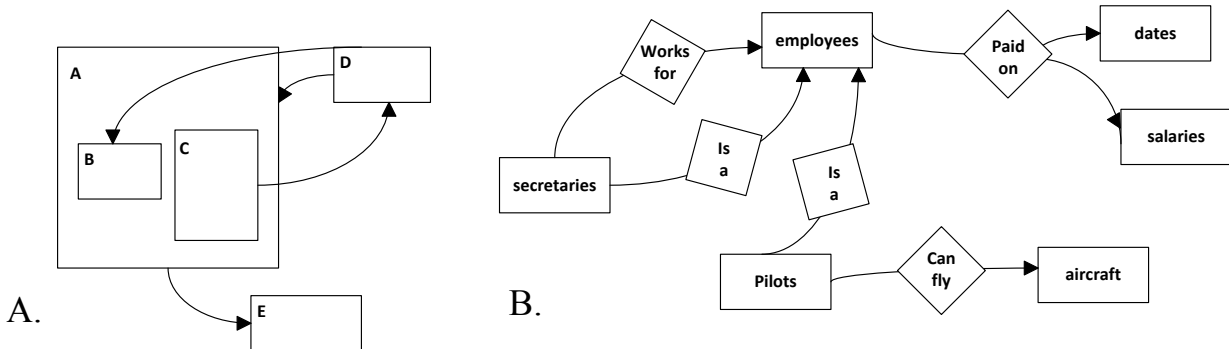 A
B
C
D
E
A.
Works
for
employees
Paid
on
dates
salaries
secretaries
Is
a
Is
a
Pilots
Can
fly
aircraft
B.